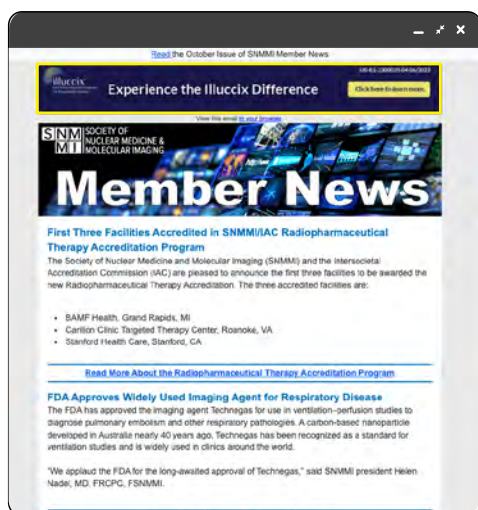 Read the October Issue of SNMMI Member News
illuccix
Experience the Illuccix Difference
Click here to learn more.
View this email in your browser
SNMMI
SOCIETY OF
NUCLEAR MEDICINE &
MOLECULAR IMAGING
Member News
First Three Facilities Accredited in SNMMI/IAC Radiopharmaceutical
Therapy Accreditation Program
The Society of Nuclear Medicine and Molecular Imaging (SNMMI) and the Intersocietal
Accreditation Commission (IAC) are pleased to announce the first three facilities to be awarded the
new Radiopharmaceutical Therapy Accreditation. The three accredited facilities are:
• BAMF Health, Grand Rapids, MI
• Carilion Clinic Targeted Therapy Center, Roanoke, VA
• Stanford Health Care, Stanford, CA
Read More About the Radiopharmaceutical Therapy Accreditation Program
FDA Approves Widely Used Imaging Agent for Respiratory Disease
The FDA has approved the imaging agent Technegas for use in ventilation–perfusion studies to
diagnose pulmonary embolism and other respiratory pathologies. A carbon-based nanoparticle
developed in Australia nearly 40 years ago, Technegas has been recognized as a standard for
ventilation studies and is widely used in clinics around the world.
"We applaud the FDA for the long-awaited approval of Technegas," said SNMMI president Helen
Nadel, MD, FRCPC, FSNMMI.